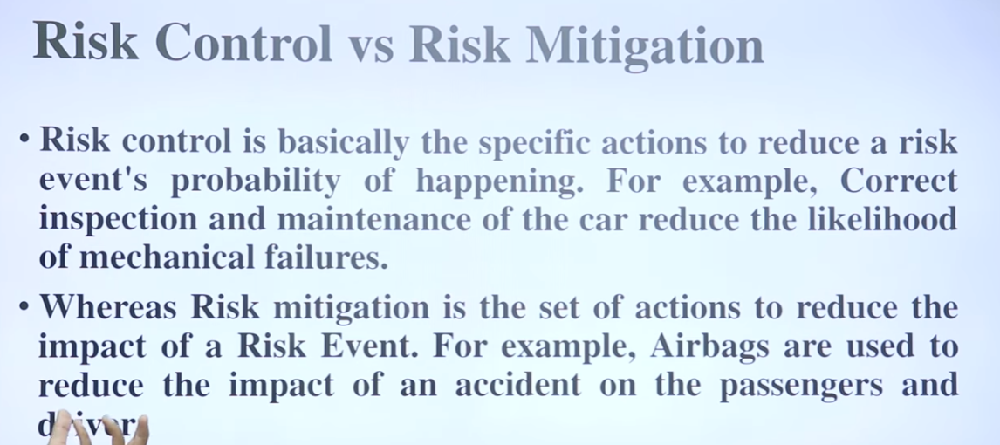 Risk Control vs Risk Mitigation
• Risk control is basically the specific actions to reduce a risk
event's probability of happening. For example, Correct
inspection and maintenance of the car reduce the likelihood
of mechanical failures.
• Whereas Risk mitigation is the set of actions to reduce the
impact of a Risk Event. For example, Airbags are used to
reduce the impact of an accident on the passengers and